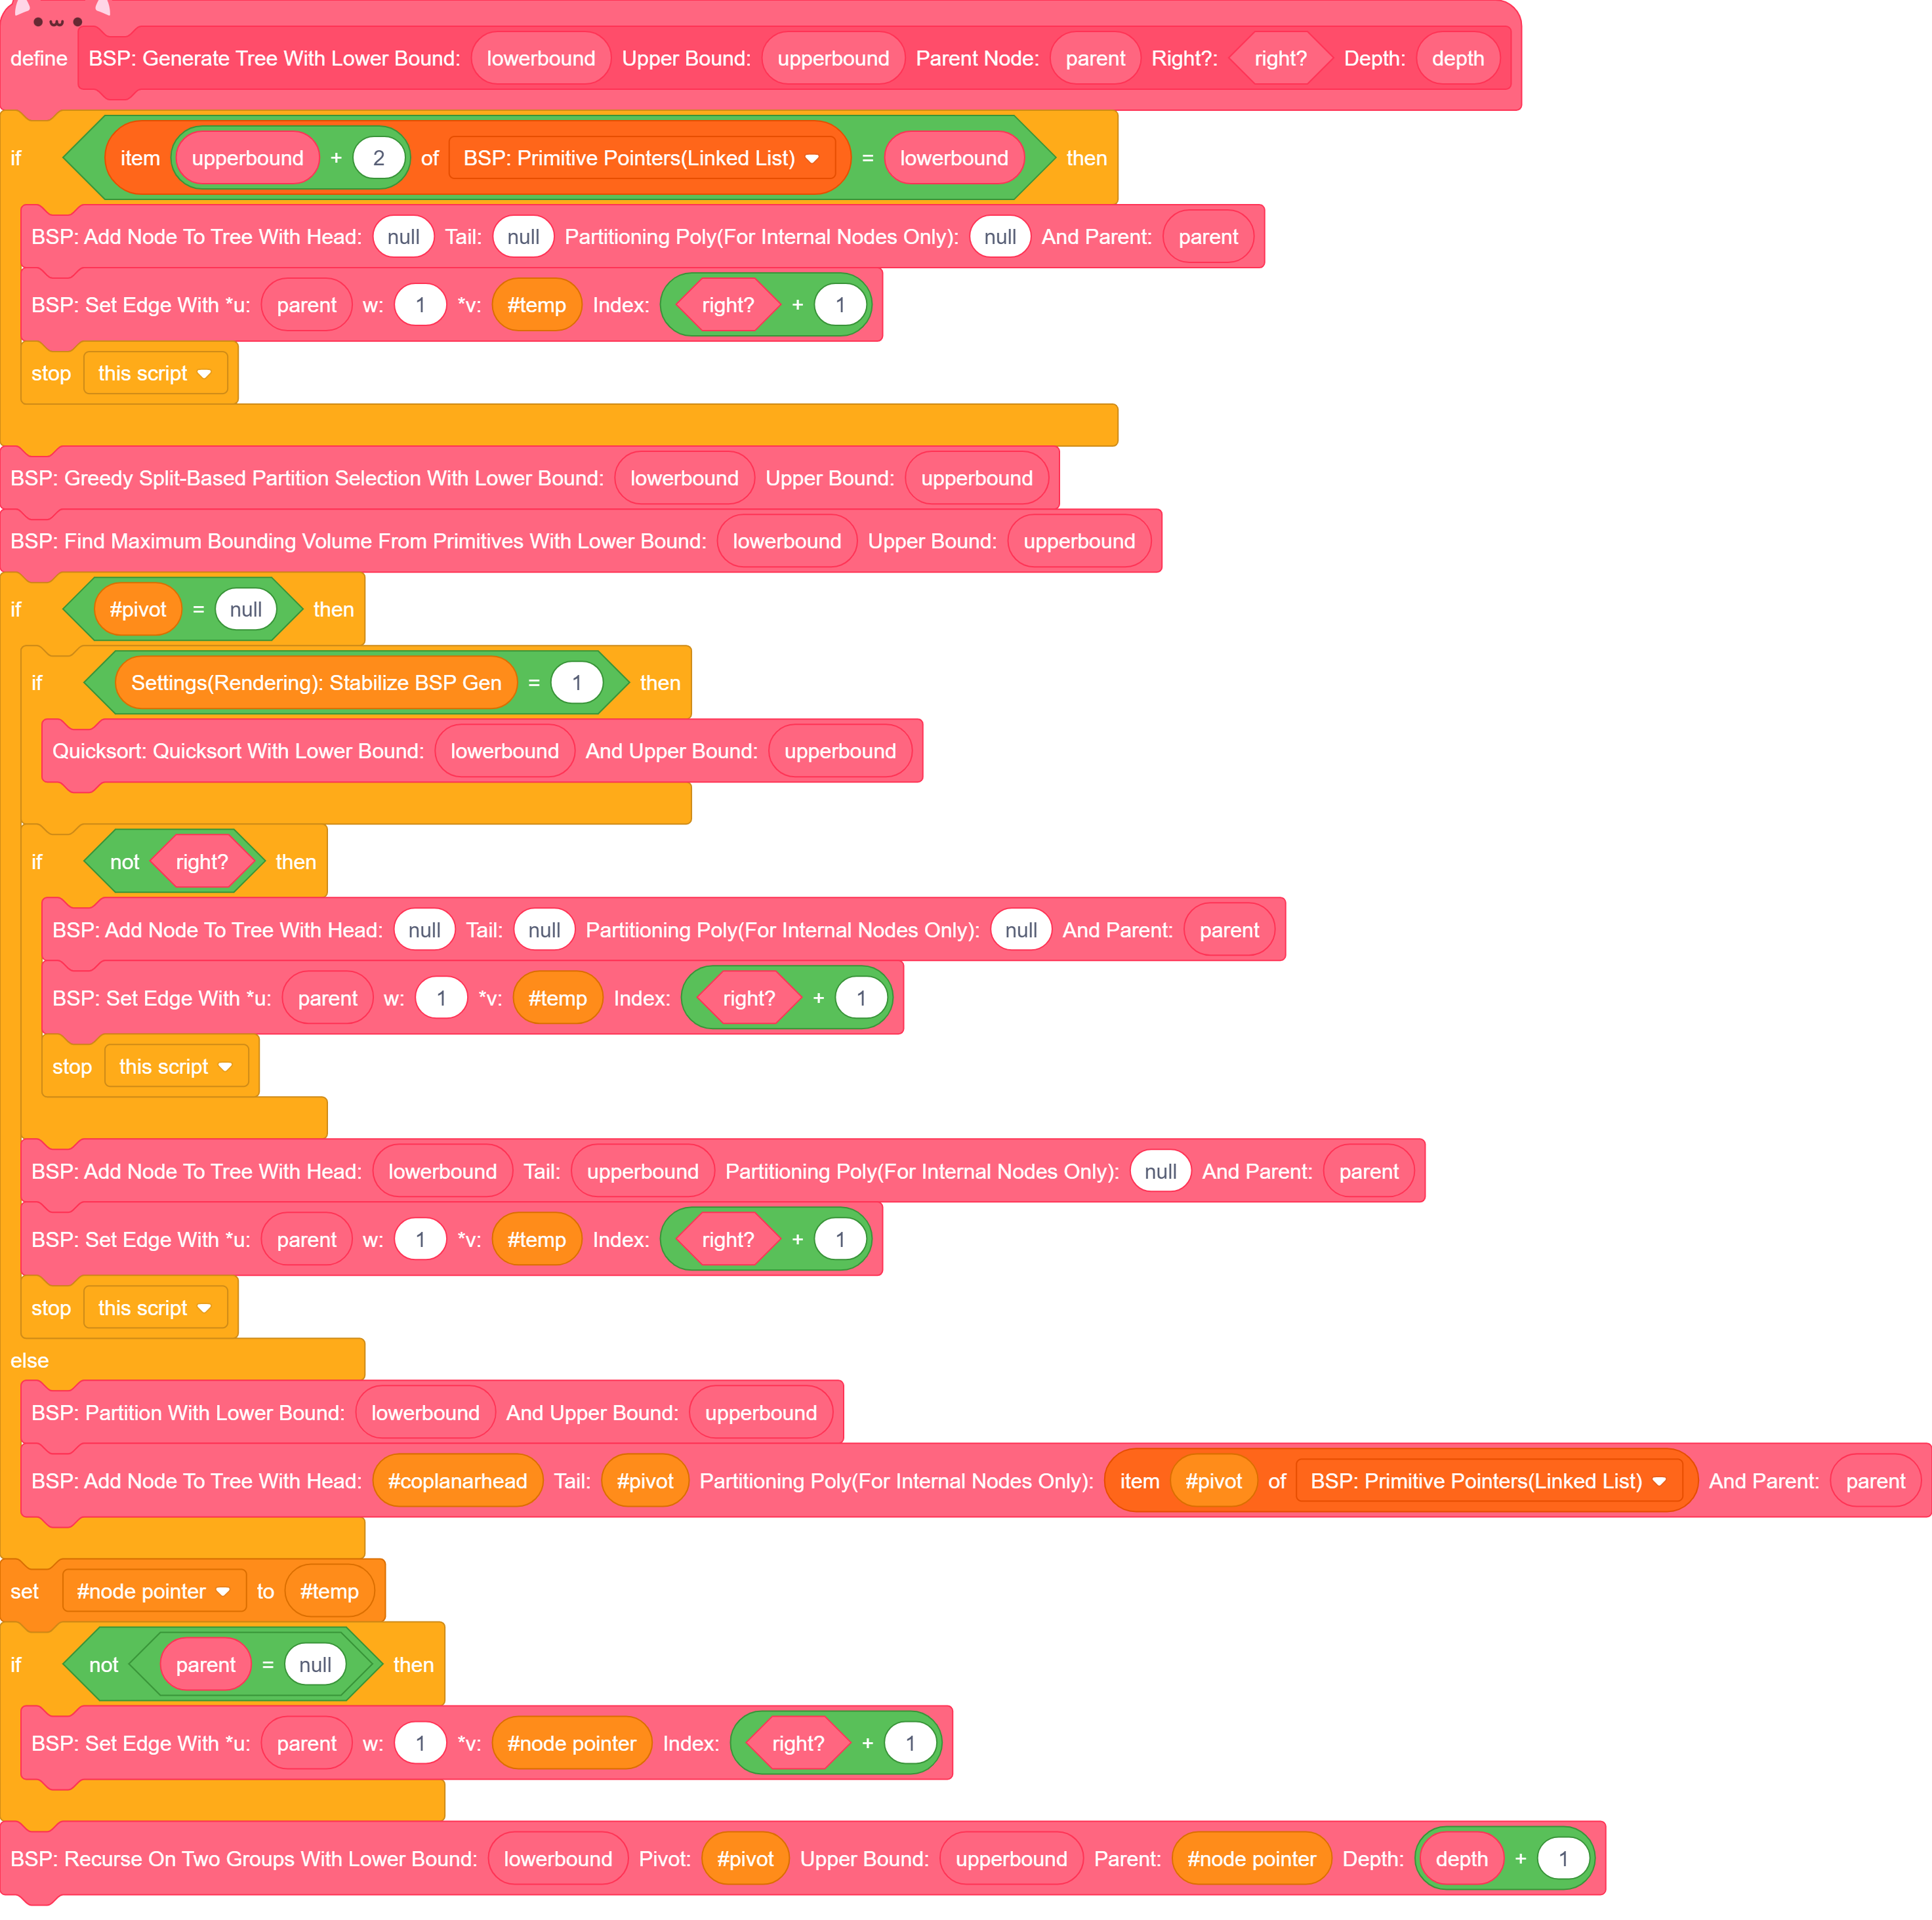 define BSP: Generate Tree With Lower Bound: lowerbound Upper Bound: upperbound Parent Node: parent Right?: right? Depth: depth
if item upperbound + 2 of BSP: Primitive Pointers(Linked List) = lowerbound then
BSP: Add Node To Tree With Head: null Tail: null Partitioning Poly(For Internal Nodes Only): null And Parent: parent
BSP: Set Edge With *u: parent w: 1 *v: #temp Index: right? + 1
stop this script
BSP: Greedy Split-Based Partition Selection With Lower Bound: lowerbound Upper Bound: upperbound
BSP: Find Maximum Bounding Volume From Primitives With Lower Bound: lowerbound Upper Bound: upperbound
if #pivot = null then
if Settings(Rendering): Stabilize BSP Gen = 1 then
Quicksort: Quicksort With Lower Bound: lowerbound And Upper Bound: upperbound
if not right? then
BSP: Add Node To Tree With Head: null Tail: null Partitioning Poly(For Internal Nodes Only): null And Parent: parent
BSP: Set Edge With *u: parent w: 1 *v: #temp Index: right? + 1
stop this script
BSP: Add Node To Tree With Head: lowerbound Tail: upperbound Partitioning Poly(For Internal Nodes Only): null And Parent: parent
BSP: Set Edge With *u: parent w: 1 *v: #temp Index: right? + 1
stop this script
else
BSP: Partition With Lower Bound: lowerbound And Upper Bound: upperbound
BSP: Add Node To Tree With Head: #coplanarhead Tail: #pivot Partitioning Poly(For Internal Nodes Only): item #pivot of BSP: Primitive Pointers(Linked List) And Parent: parent
set #node pointer to #temp
if not parent = null then
BSP: Set Edge With *u: parent w: 1 *v: #node pointer Index: right? + 1
BSP: Recurse On Two Groups With Lower Bound: lowerbound Pivot: #pivot Upper Bound: upperbound Parent: #node pointer Depth: depth + 1